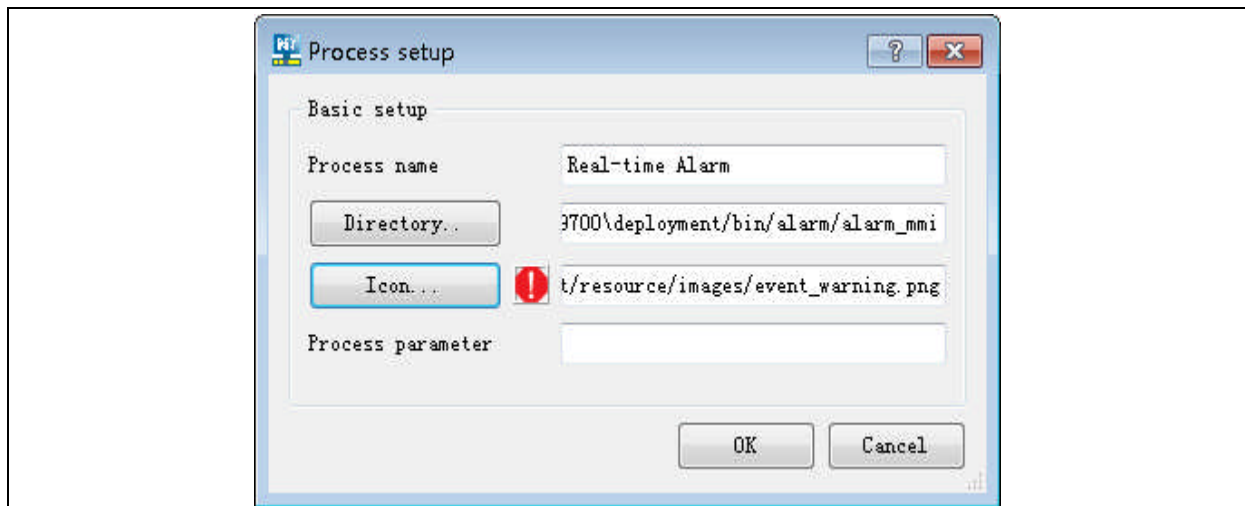 Process setup
Basic setup
Process name Real-time Alarm
Directory.. 9700\deployment/bin/alarm/alarm_mmi
Icon... t/resource/images/event_warning.png
Process parameter
OK Cancel